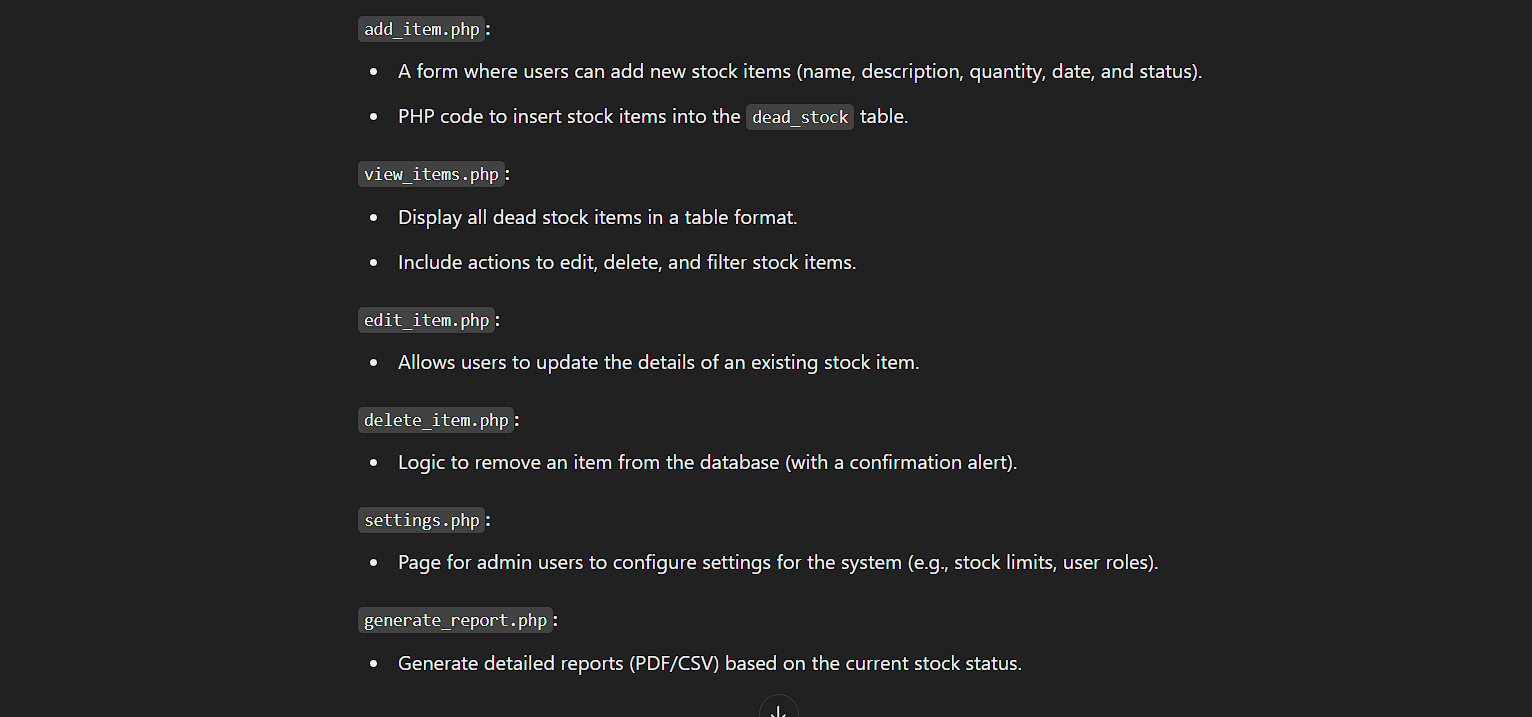 add_item.php:
• A form where users can add new stock items (name, description, quantity, date, and status).
• PHP code to insert stock items into the dead_stock table.
view_items.php:
• Display all dead stock items in a table format.
• Include actions to edit, delete, and filter stock items.
edit_item.php:
• Allows users to update the details of an existing stock item.
delete_item.php:
• Logic to remove an item from the database (with a confirmation alert).
settings.php:
• Page for admin users to configure settings for the system (e.g., stock limits, user roles).
generate_report.php:
• Generate detailed reports (PDF/CSV) based on the current stock status.